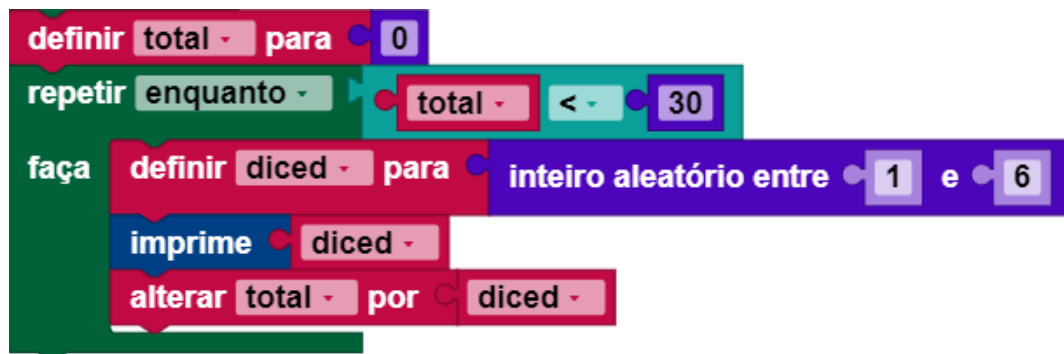 definir total para 0
repetir enquanto total < 30
faça definir diced para inteiro aleatório entre 1 e 6
imprime diced
alterar total por diced